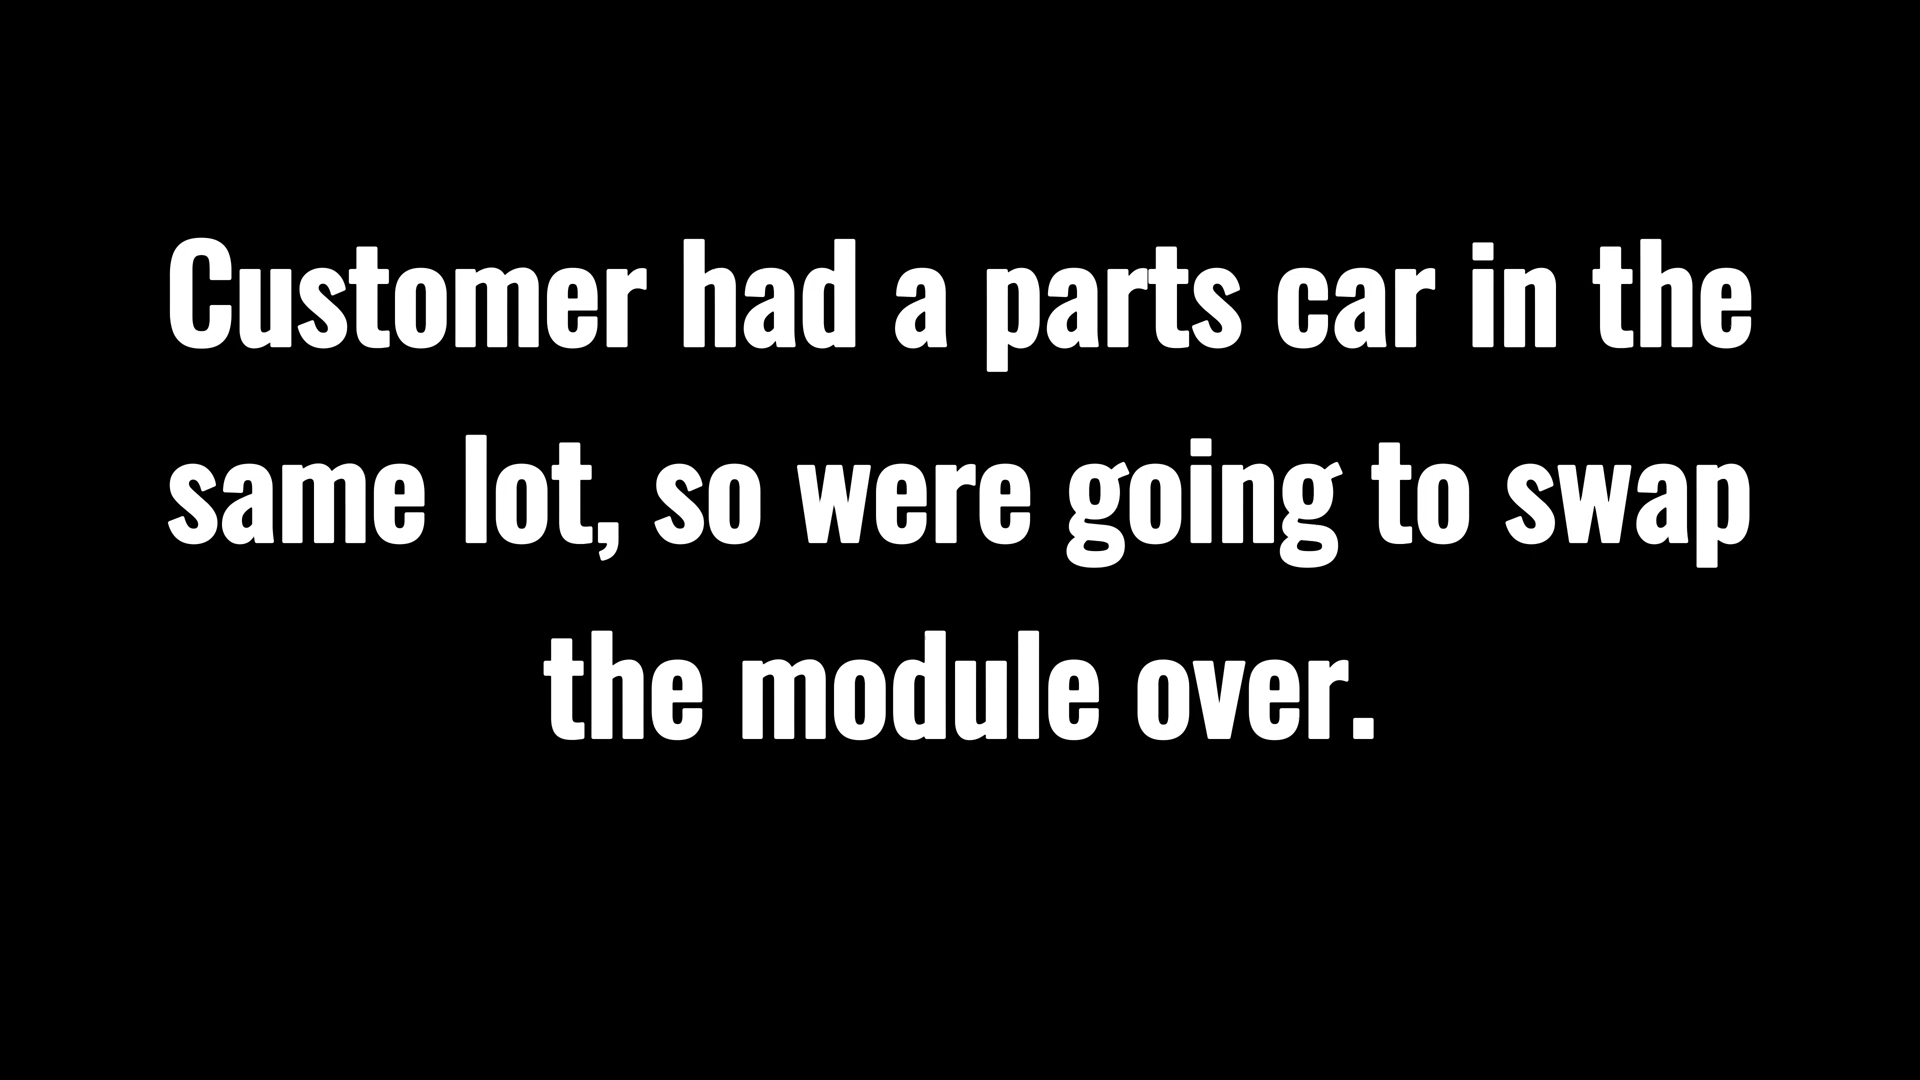 Customer had a parts car in the
same lot, so were going to swap
the module over.